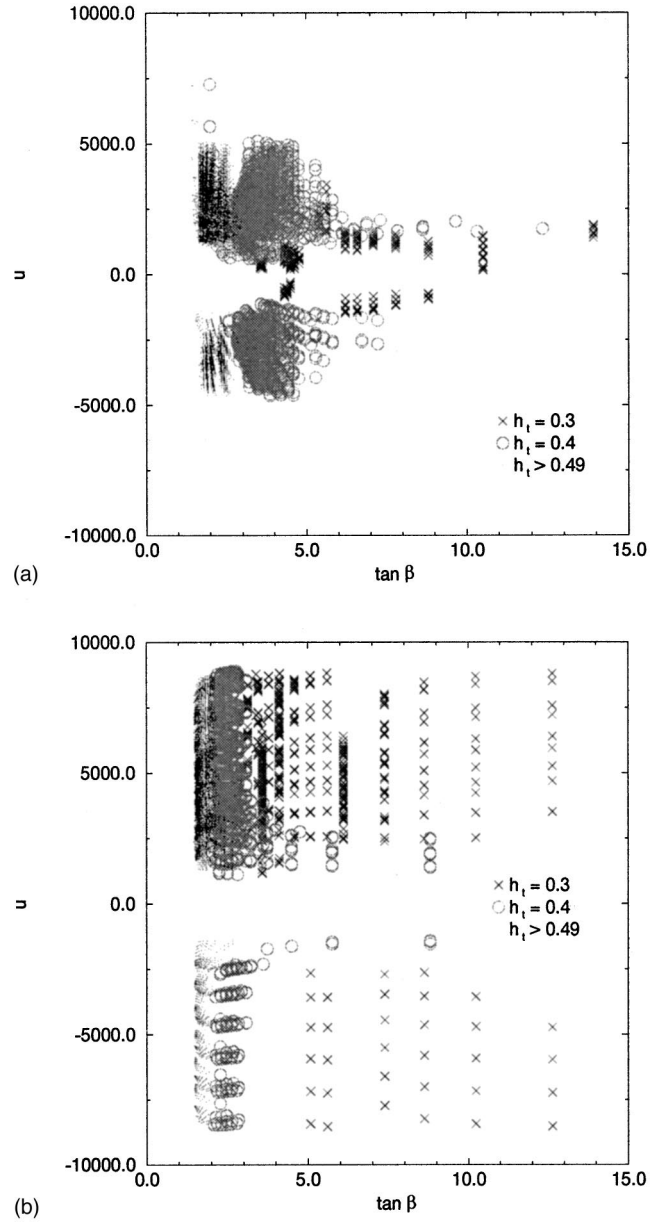 10000.0
5000.0
u
0.0
-5000.0
-10000.0
× h_t = 0.3
○ h_t = 0.4
h_t > 0.49
0.0 5.0 10.0 15.0
(a) tan β
10000.0
5000.0
u
0.0
-5000.0
-10000.0
× h_t = 0.3
○ h_t = 0.4
h_t > 0.49
0.0 5.0 10.0 15.0
(b) tan β